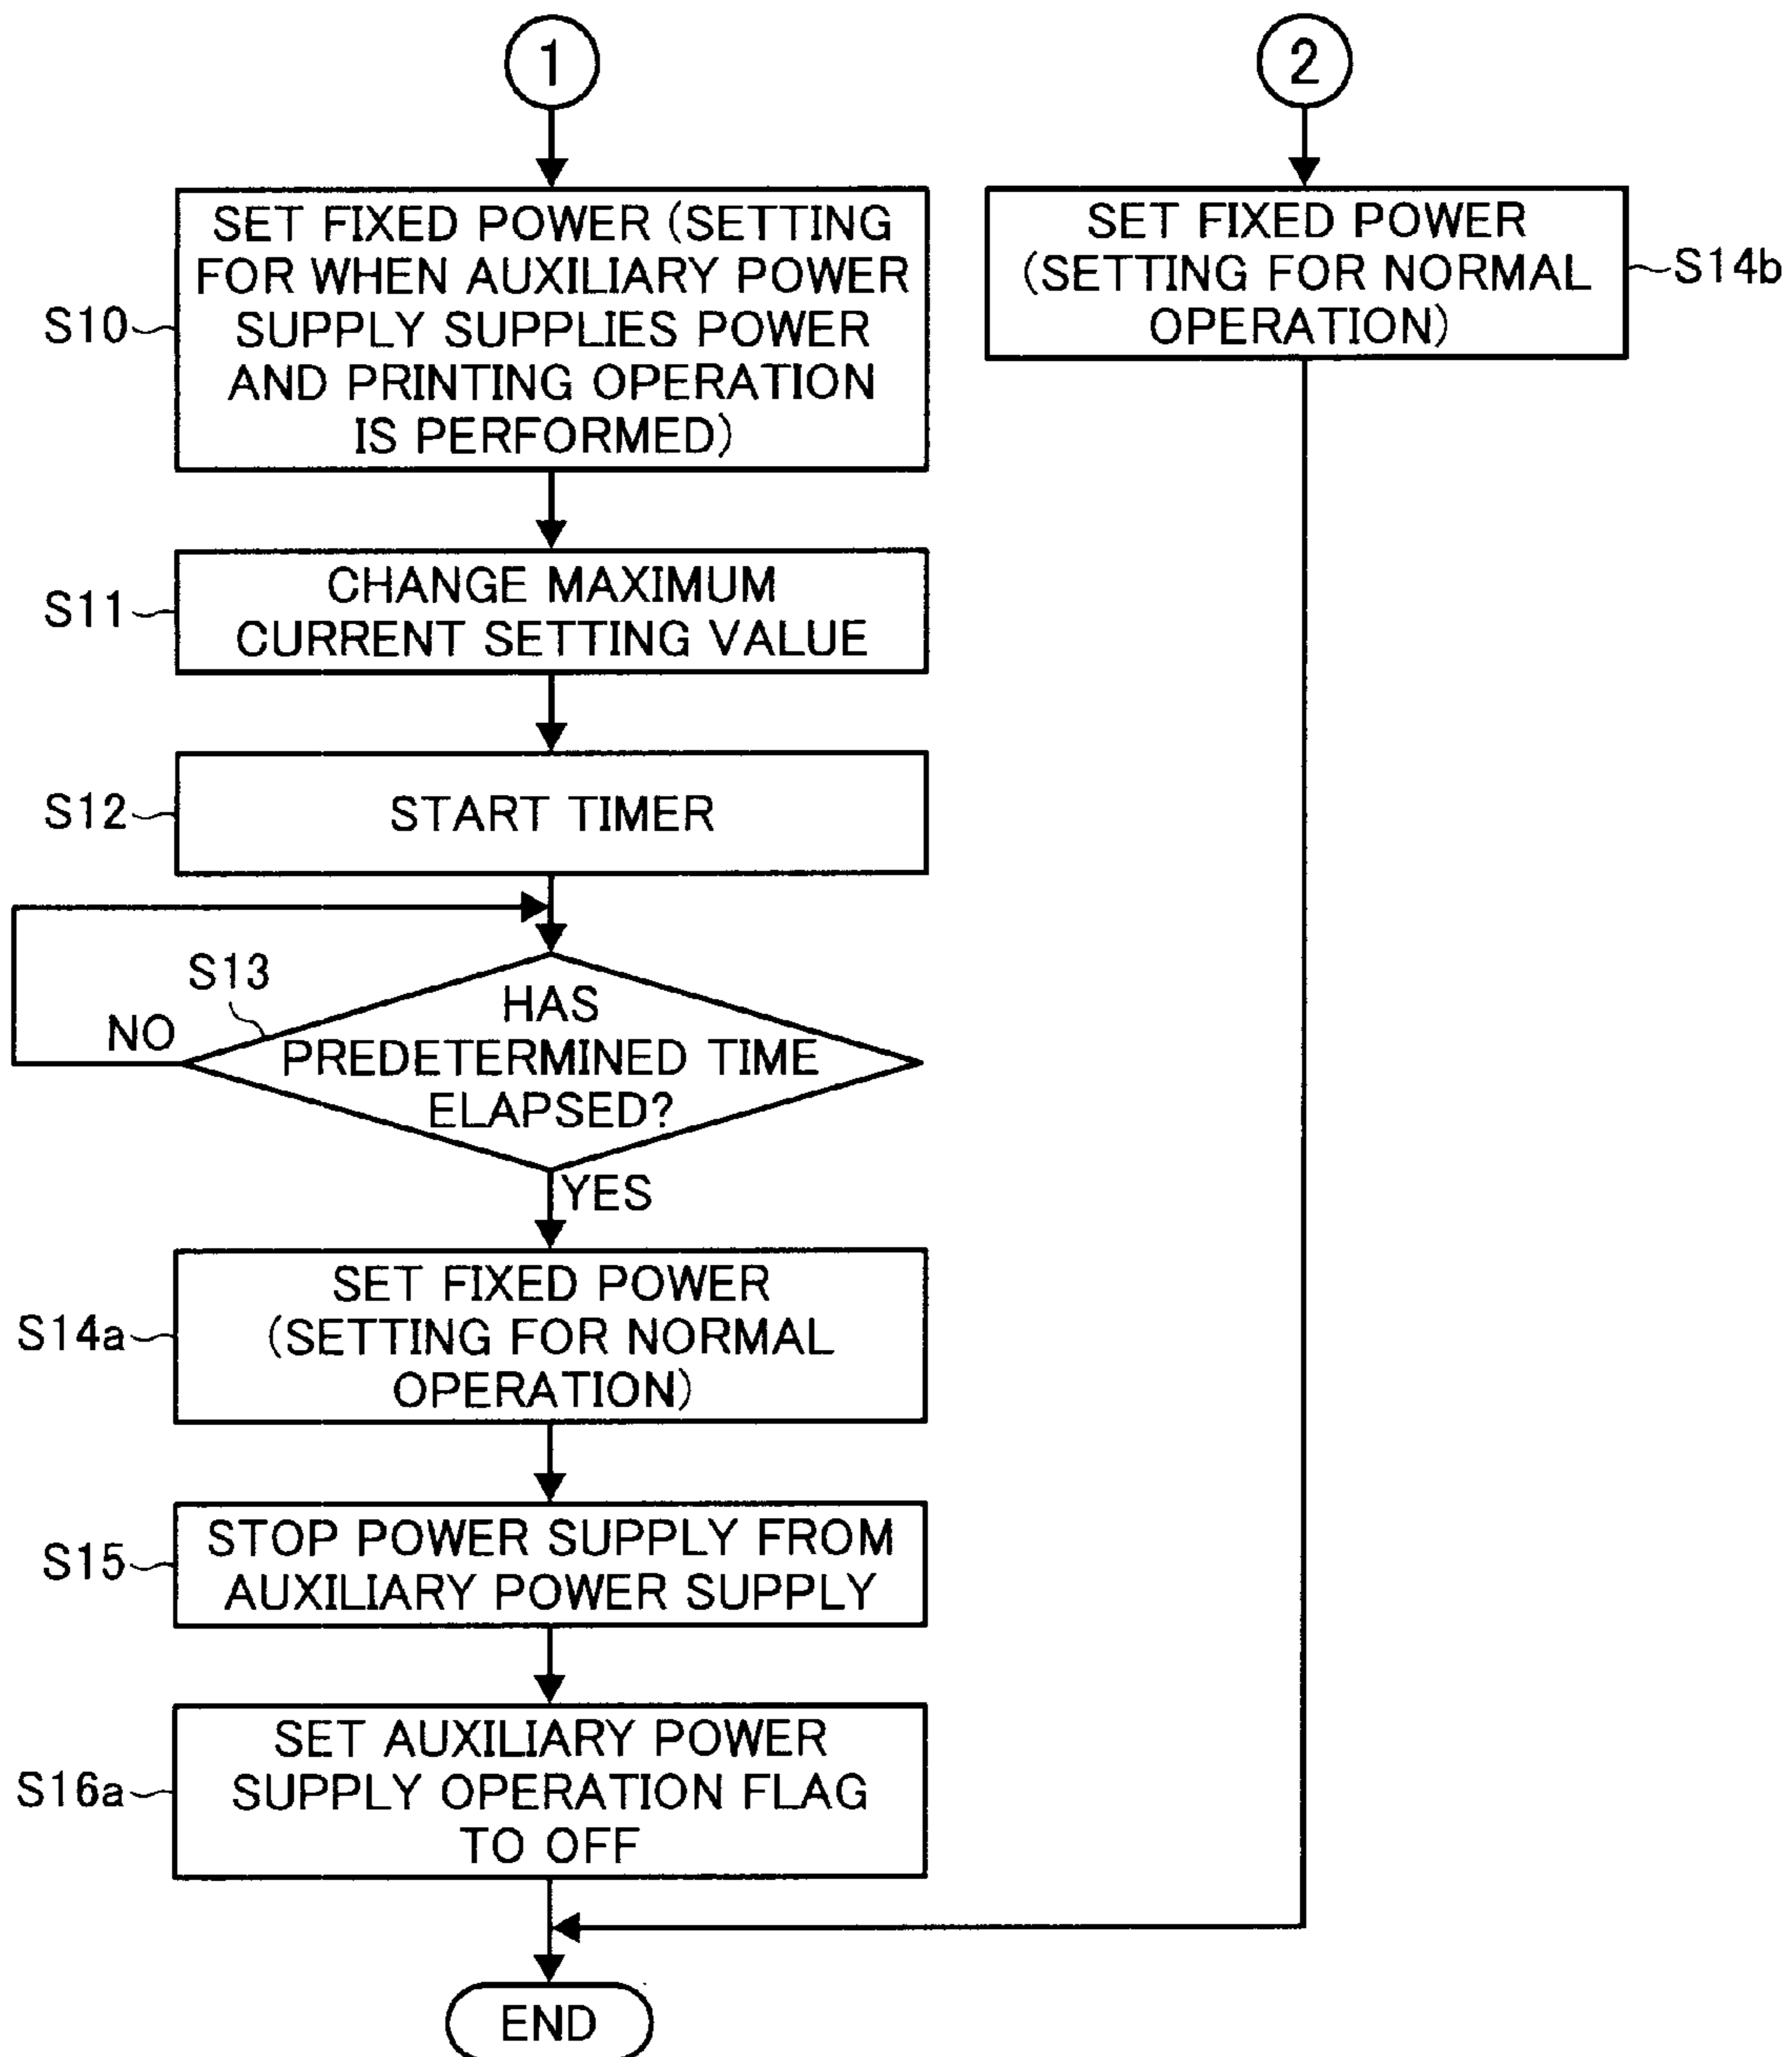 1
SET FIXED POWER (SETTING
FOR WHEN AUXILIARY POWER
SUPPLY SUPPLIES POWER
AND PRINTING OPERATION
IS PERFORMED)
S10
CHANGE MAXIMUM
CURRENT SETTING VALUE
S11
START TIMER
S12
S13
HAS
PREDETERMINED TIME
ELAPSED?
NO
YES
SET FIXED POWER
(SETTING FOR NORMAL
OPERATION)
S14a
STOP POWER SUPPLY FROM
AUXILIARY POWER SUPPLY
S15
SET AUXILIARY POWER
SUPPLY OPERATION FLAG
TO OFF
S16a
END
2
SET FIXED POWER
(SETTING FOR NORMAL
OPERATION)
S14b